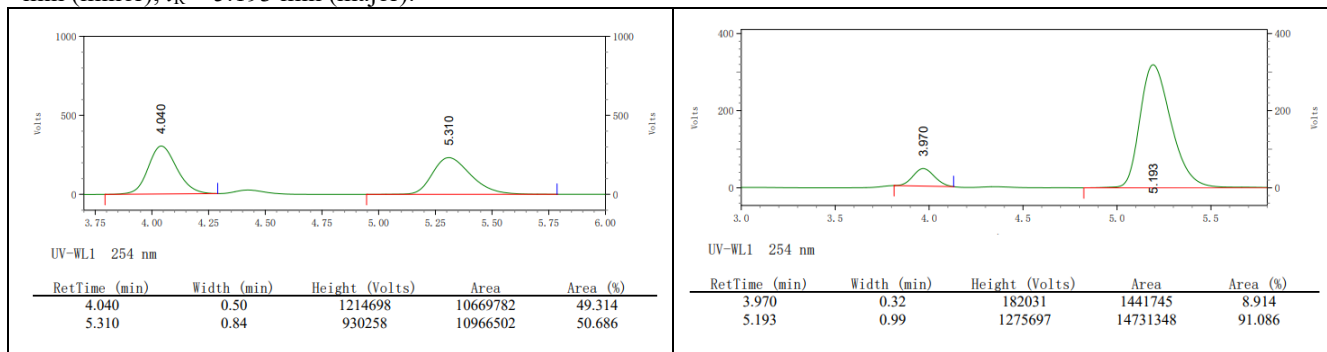 min (minor), tR = 5.193 min (major).
1000 1000
Volts 500 500 Volts
4.040 5.310
0 0
3.75 4.00 4.25 4.50 4.75 5.00 5.25 5.50 5.75 6.00
UV-WL1 254 nm
RetTime (min) Width (min) Height (Volts) Area Area (%)
4.040 0.50 1214698 10669782 49.314
5.310 0.84 930258 10966502 50.686
400 400
Volts 200 200 Volts
3.970 5.193
0 0
3.0 3.5 4.0 4.5 5.0 5.5
UV-WL1 254 nm
RetTime (min) Width (min) Height (Volts) Area Area (%)
3.970 0.32 182031 1441745 8.914
5.193 0.99 1275697 14731348 91.086